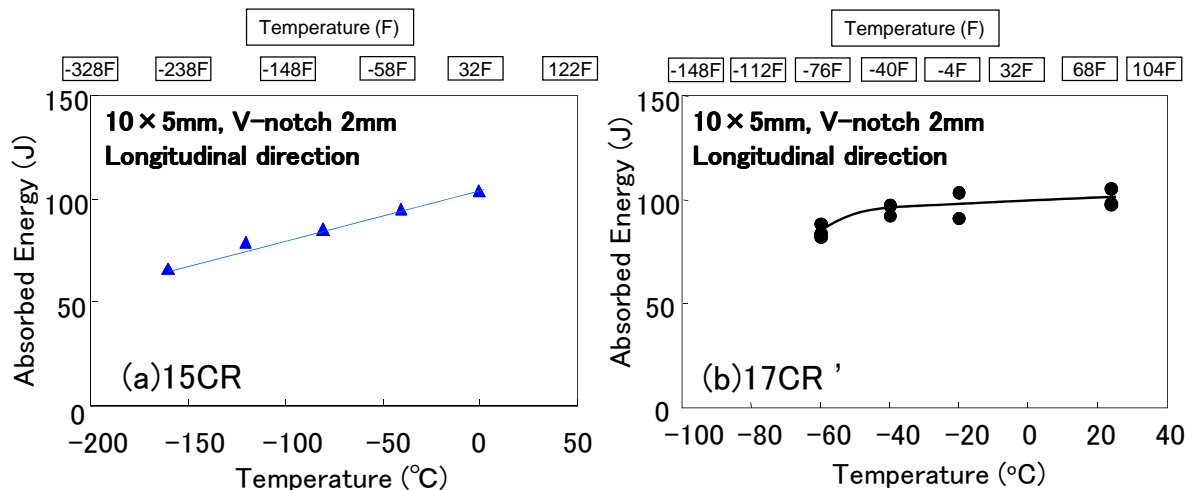 Temperature (F)
-328F -238F -148F -58F 32F 122F
150
100
50
0
Absorbed Energy (J)
10×5mm, V-notch 2mm
Longitudinal direction
(a)15CR
-200 -150 -100 -50 0 50
Temperature (°C)
Temperature (F)
-148F -112F -76F -40F -4F 32F 68F 104F
150
100
50
0
Absorbed Energy (J)
10×5mm, V-notch 2mm
Longitudinal direction
(b)17CR ’
-100 -80 -60 -40 -20 0 20 40
Temperature (°C)